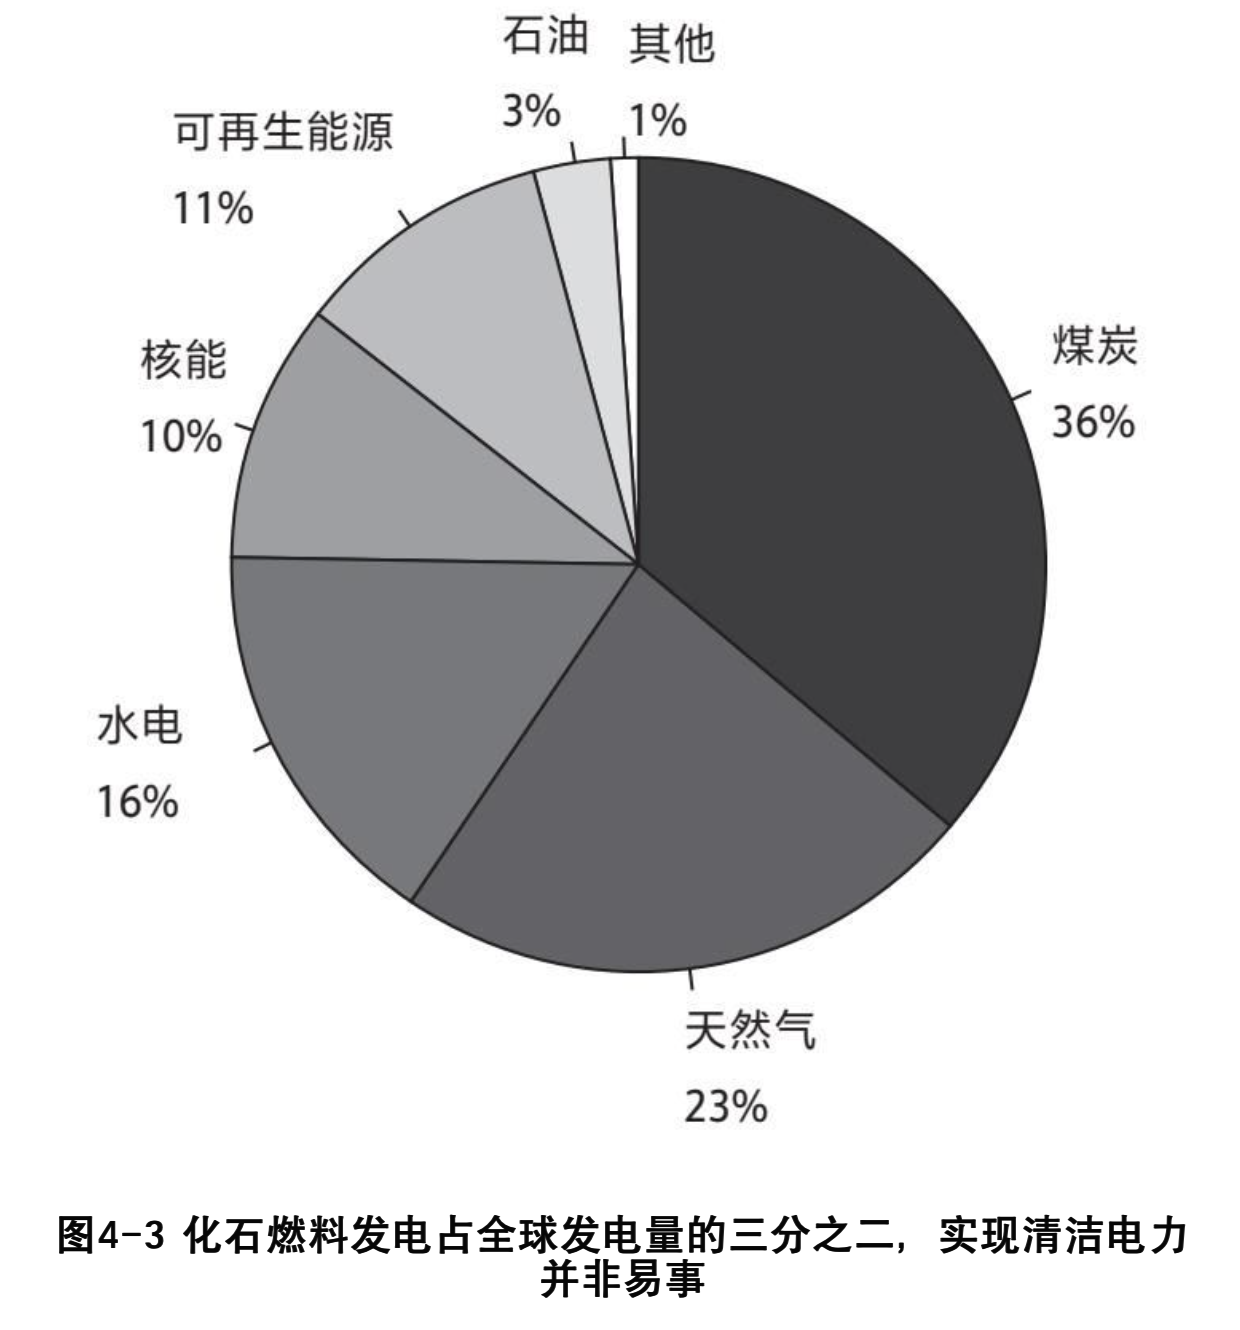 石油
3%
其他
1%
可再生能源
11%
煤炭
36%
核能
10%
水电
16%
天然气
23%
图4-3 化石燃料发电占全球发电量的三分之二，实现清洁电力
并非易事